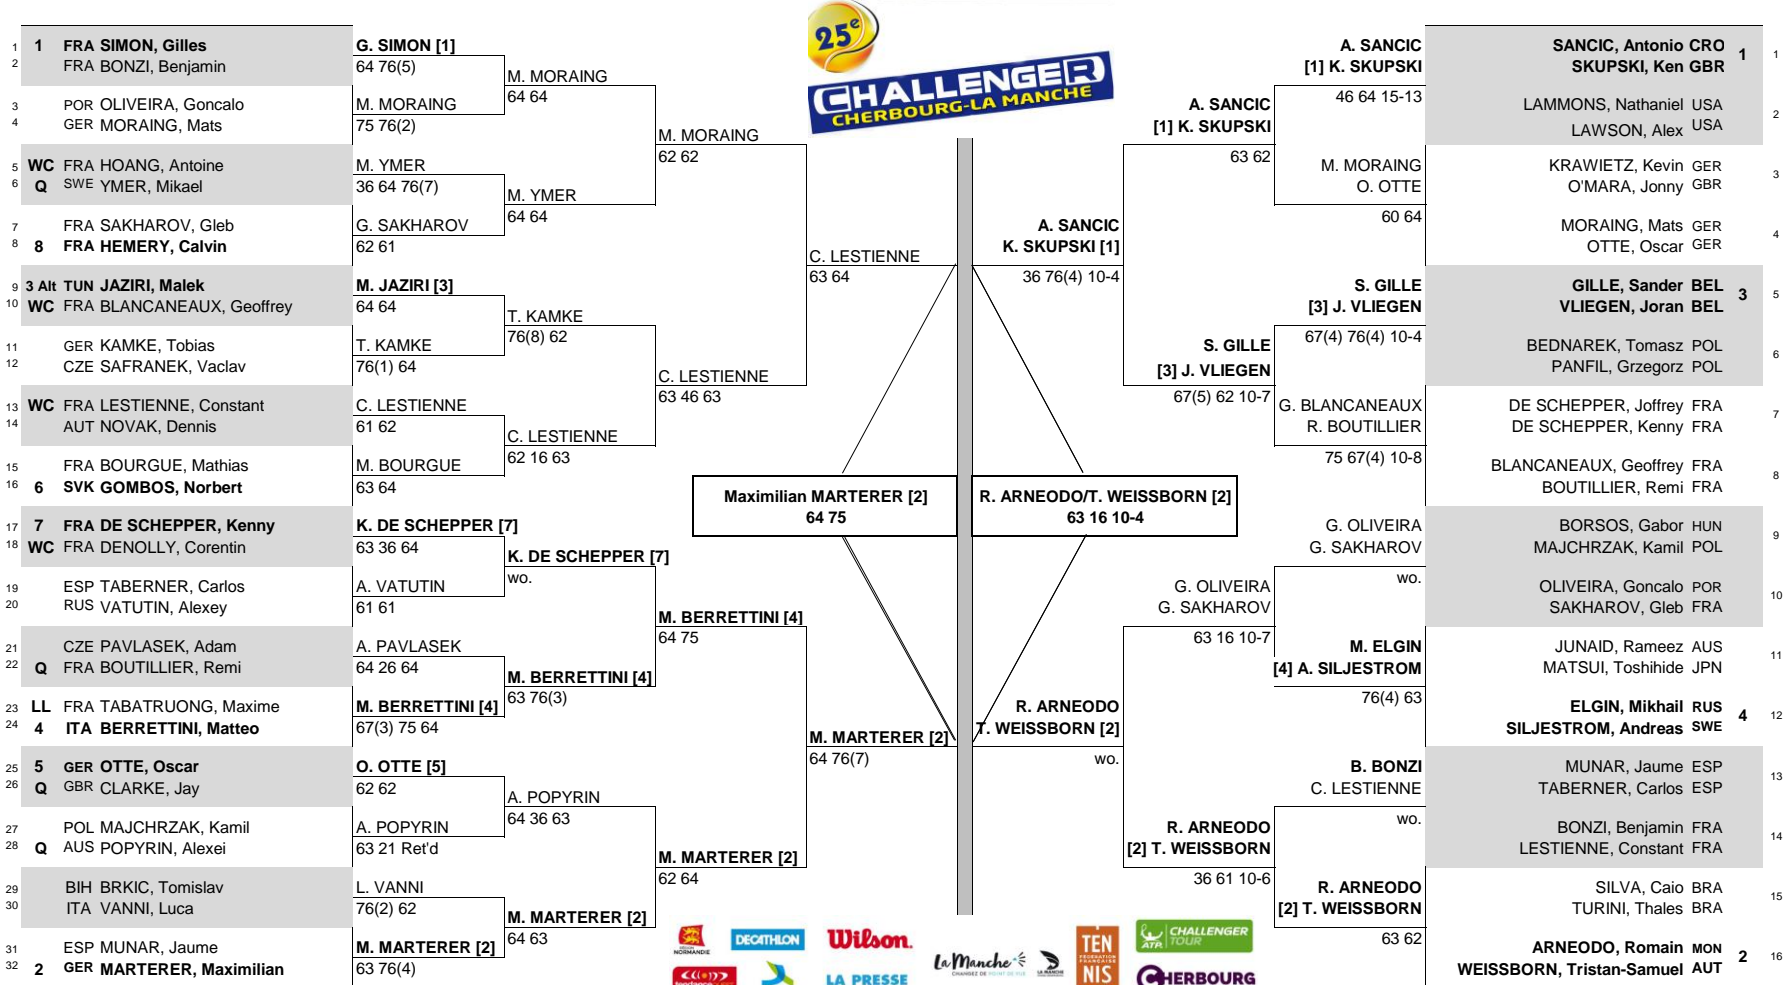 25e
CHALLENGER
CHERBOURG-LA MANCHE
1 1 FRA SIMON, Gilles
2 FRA BONZI, Benjamin
3 POR OLIVEIRA, Goncalo
4 GER MORAING, Mats
5 WC FRA HOANG, Antoine
6 Q SWE YMER, Mikael
7 FRA SAKHAROV, Gleb
8 8 FRA HEMERY, Calvin
9 3 Alt TUN JAZIRI, Malek
10 WC FRA BLANCANEAUX, Geoffrey
11 GER KAMKE, Tobias
12 CZE SAFRANEK, Vaclav
13 WC FRA LESTIENNE, Constant
14 AUT NOVAK, Dennis
15 FRA BOURGUE, Mathias
16 6 SVK GOMBOS, Norbert
17 7 FRA DE SCHEPPER, Kenny
18 WC FRA DENOLLY, Corentin
19 ESP TABERNER, Carlos
20 RUS VATUTIN, Alexey
21 CZE PAVLASEK, Adam
22 Q FRA BOUTILLIER, Remi
23 LL FRA TABATRUONG, Maxime
24 4 ITA BERRETTINI, Matteo
25 5 GER OTTE, Oscar
26 Q GBR CLARKE, Jay
27 POL MAJCHRZAK, Kamil
28 Q AUS POPYRIN, Alexei
29 BIH BRKIC, Tomislav
30 ITA VANNI, Luca
31 ESP MUNAR, Jaume
32 2 GER MARTERER, Maximilian
G. SIMON [1]
64 76(5)
M. MORAING
75 76(2)
M. YMER
36 64 76(7)
G. SAKHAROV
62 61
M. JAZIRI [3]
64 64
T. KAMKE
76(1) 64
C. LESTIENNE
61 62
M. BOURGUE
63 64
K. DE SCHEPPER [7]
63 36 64
A. VATUTIN
61 61
A. PAVLASEK
64 26 64
M. BERRETTINI [4]
67(3) 75 64
O. OTTE [5]
62 62
A. POPYRIN
63 21 Ret'd
L. VANNI
76(2) 62
M. MARTERER [2]
63 76(4)
M. MORAING
64 64
M. YMER
64 64
T. KAMKE
76(8) 62
C. LESTIENNE
62 16 63
K. DE SCHEPPER [7]
wo.
M. BERRETTINI [4]
63 76(3)
A. POPYRIN
64 36 63
M. MARTERER [2]
64 63
M. MORAING
62 62
C. LESTIENNE
63 46 63
M. BERRETTINI [4]
64 75
M. MARTERER [2]
62 64
C. LESTIENNE
63 64
M. MARTERER [2]
64 76(7)
Maximilian MARTERER [2]
64 75
R. ARNEODO/T. WEISSBORN [2]
63 16 10-4
A. SANCIC
K. SKUPSKI [1]
36 76(4) 10-4
R. ARNEODO
T. WEISSBORN [2]
wo.
A. SANCIC
[1] K. SKUPSKI
63 62
S. GILLE
[3] J. VLIEGEN
67(5) 62 10-7
G. OLIVEIRA
G. SAKHAROV
63 16 10-7
R. ARNEODO
[2] T. WEISSBORN
36 61 10-6
A. SANCIC
[1] K. SKUPSKI
46 64 15-13
M. MORAING
O. OTTE
60 64
S. GILLE
[3] J. VLIEGEN
67(4) 76(4) 10-4
G. BLANCANEAUX
R. BOUTILLIER
75 67(4) 10-8
G. OLIVEIRA
G. SAKHAROV
wo.
M. ELGIN
[4] A. SILJESTROM
76(4) 63
B. BONZI
C. LESTIENNE
wo.
R. ARNEODO
[2] T. WEISSBORN
63 62
SANCIC, Antonio CRO
SKUPSKI, Ken GBR 1 1
LAMMONS, Nathaniel USA
LAWSON, Alex USA 2
KRAWIETZ, Kevin GER
O'MARA, Jonny GBR 3
MORAING, Mats GER
OTTE, Oscar GER 4
GILLE, Sander BEL
VLIEGEN, Joran BEL 3 5
BEDNAREK, Tomasz POL
PANFIL, Grzegorz POL 6
DE SCHEPPER, Joffrey FRA
DE SCHEPPER, Kenny FRA 7
BLANCANEAUX, Geoffrey FRA
BOUTILLIER, Remi FRA 8
BORSOS, Gabor HUN
MAJCHRZAK, Kamil POL 9
OLIVEIRA, Goncalo POR
SAKHAROV, Gleb FRA 10
JUNAID, Rameez AUS
MATSUI, Toshihide JPN 11
ELGIN, Mikhail RUS
SILJESTROM, Andreas SWE 4 12
MUNAR, Jaume ESP
TABERNER, Carlos ESP 13
BONZI, Benjamin FRA
LESTIENNE, Constant FRA 14
SILVA, Caio BRA
TURINI, Thales BRA 15
ARNEODO, Romain MON
WEISSBORN, Tristan-Samuel AUT 2 16
NORMANDIE
DECATHLON
Wilson.
La Manche
CHANGEZ DE POINT DE VUE
LA MANCHE
TEN
FÉDÉRATION
FRANÇAISE
NIS
ATP CHALLENGER
TOUR
tendance
LA PRESSE
CHERBOURG